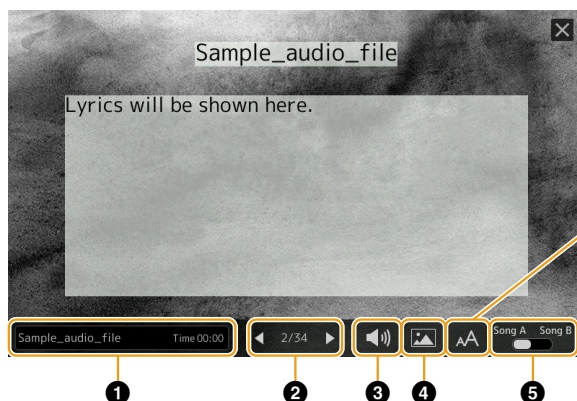 Sample_audio_file
Lyrics will be shown here.
Sample_audio_file Time 00:00
2/34
AA
Song A Song B
1 2 3 4 5